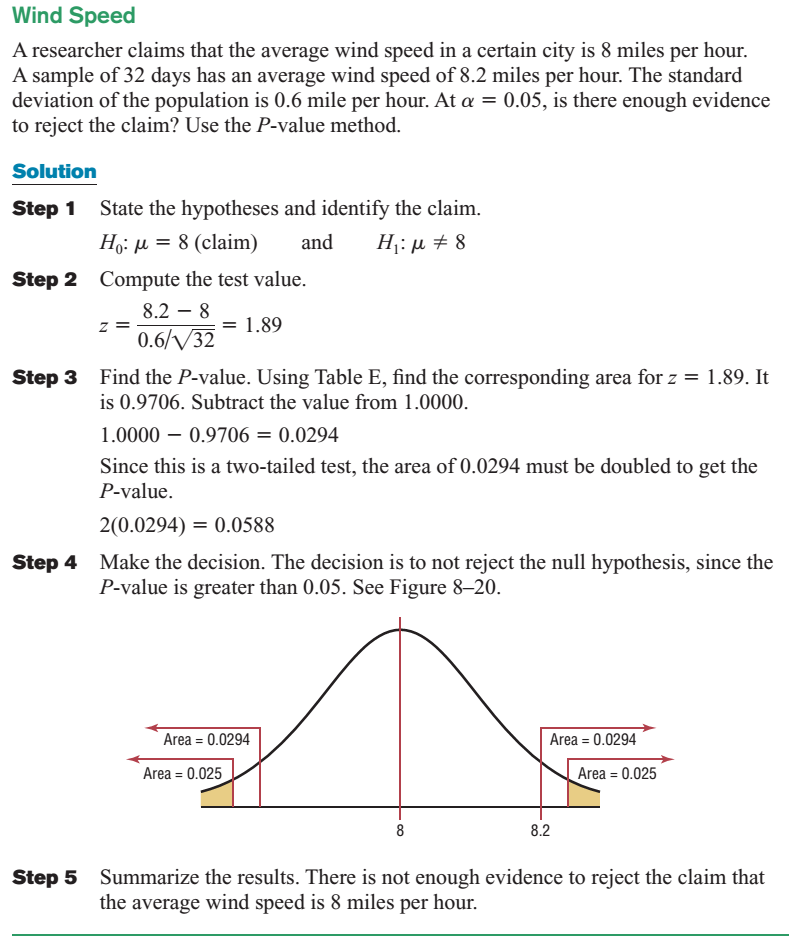 Wind Speed
A researcher claims that the average wind speed in a certain city is 8 miles per hour.
A sample of 32 days has an average wind speed of 8.2 miles per hour. The standard
deviation of the population is 0.6 mile per hour. At α = 0.05, is there enough evidence
to reject the claim? Use the P-value method.
Solution
Step 1 State the hypotheses and identify the claim.
H₀: μ = 8 (claim) and H₁: μ ≠ 8
Step 2 Compute the test value.
z = (8.2 − 8)/(0.6/√32) = 1.89
Step 3 Find the P-value. Using Table E, find the corresponding area for z = 1.89. It
is 0.9706. Subtract the value from 1.0000.
1.0000 − 0.9706 = 0.0294
Since this is a two-tailed test, the area of 0.0294 must be doubled to get the
P-value.
2(0.0294) = 0.0588
Step 4 Make the decision. The decision is to not reject the null hypothesis, since the
P-value is greater than 0.05. See Figure 8–20.
Area = 0.0294 Area = 0.0294
Area = 0.025 Area = 0.025
8 8.2
Step 5 Summarize the results. There is not enough evidence to reject the claim that
the average wind speed is 8 miles per hour.